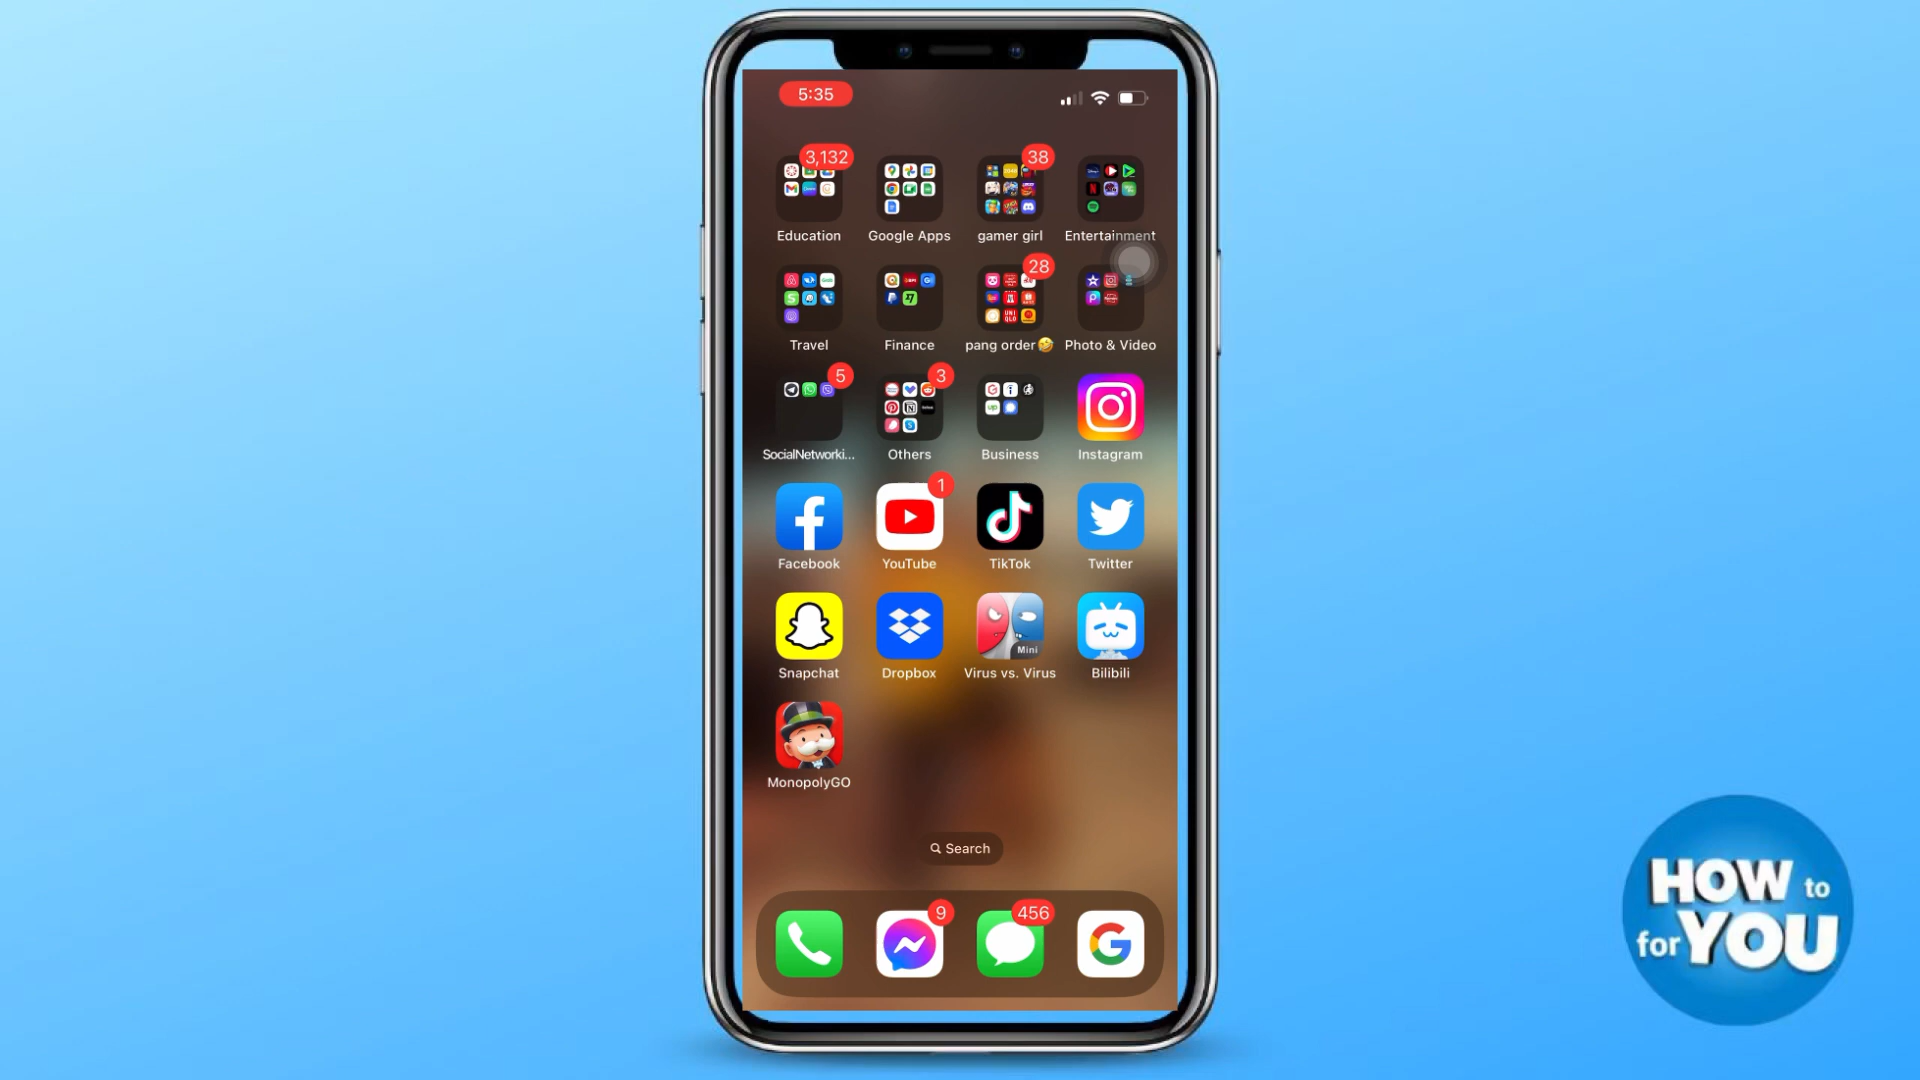 5:35
3,132
38
Education
Google Apps
gamer girl
Entertainment
28
Travel
Finance
pang order🤣
Photo & Video
5
3
SocialNetworki...
Others
Business
Instagram
1
Facebook
YouTube
TikTok
Twitter
Mini
Snapchat
Dropbox
Virus vs. Virus
Bilibili
MonopolyGO
Search
9
456
HOW to
for YOU